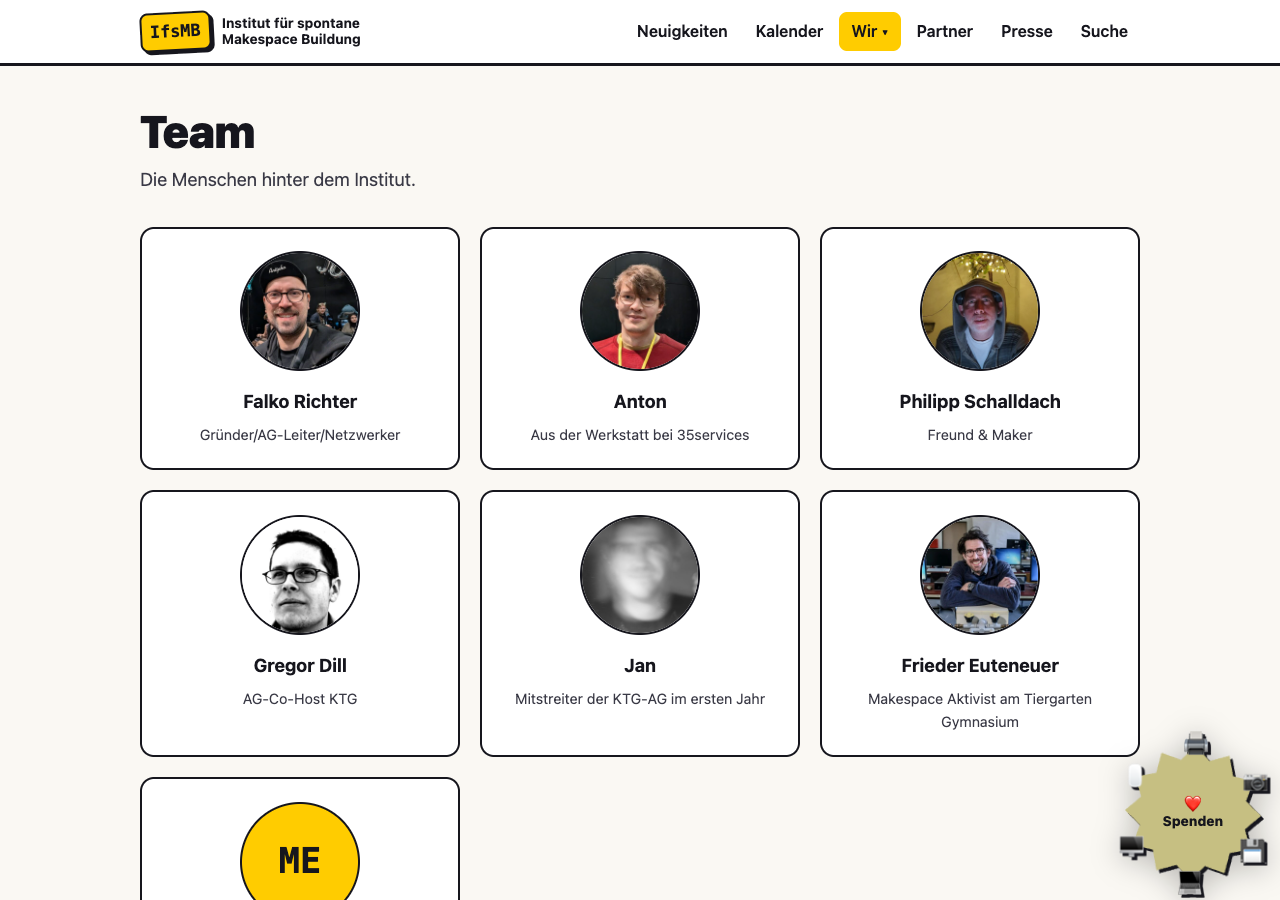 IfsMB
Institut für spontane
Makespace Buildung
Neuigkeiten
Kalender
Wir ▾
Partner
Presse
Suche
Team
Die Menschen hinter dem Institut.
Falko Richter
Gründer/AG-Leiter/Netzwerker
Anton
Aus der Werkstatt bei 35services
Philipp Schalldach
Freund & Maker
Gregor Dill
AG-Co-Host KTG
Jan
Mitstreiter der KTG-AG im ersten Jahr
Frieder Euteneuer
Makespace Aktivist am Tiergarten
Gymnasium
ME
❤️
Spenden